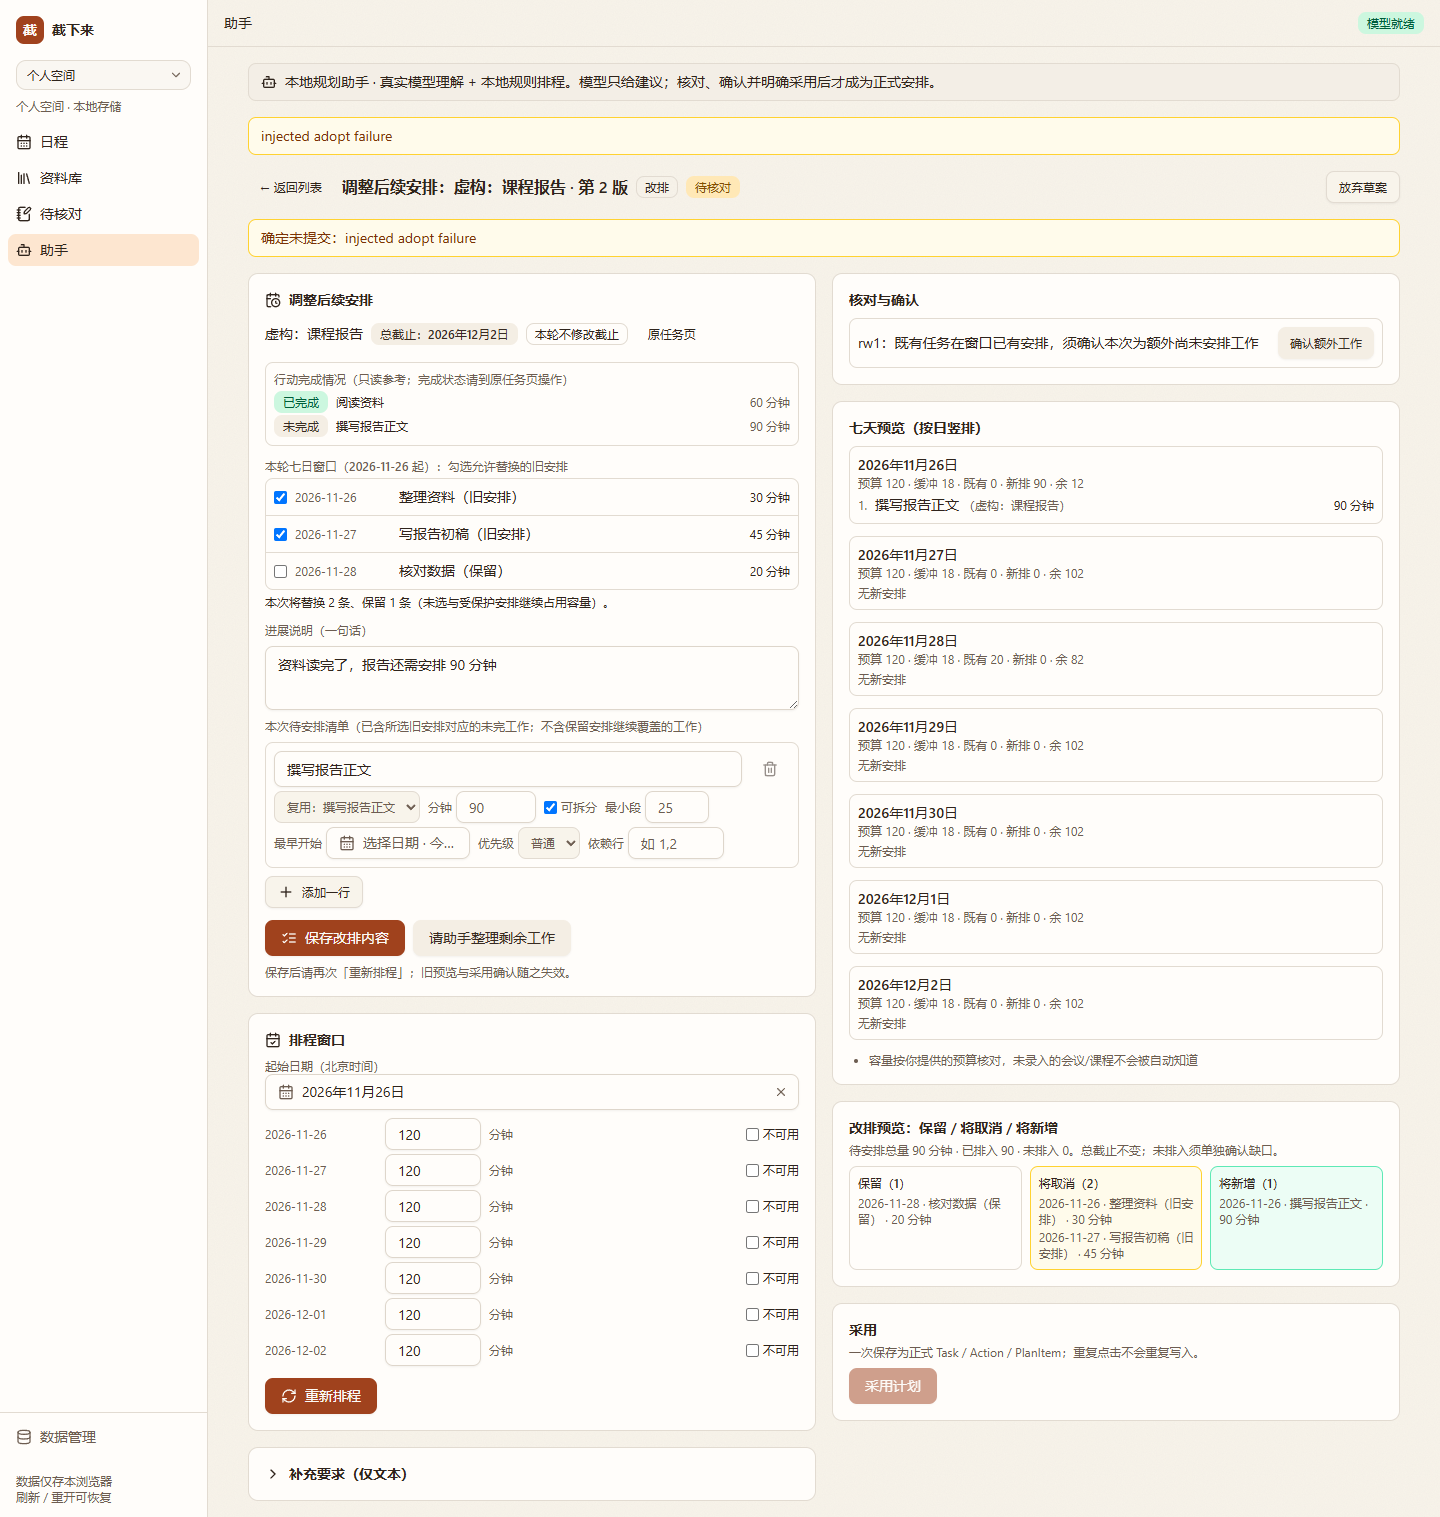 截 截下来
个人空间
个人空间 · 本地存储
日程
资料库
待核对
助手
数据管理
数据仅存本浏览器
刷新 / 重开可恢复
助手
模型就绪
本地规划助手 · 真实模型理解 + 本地规则排程。模型只给建议；核对、确认并明确采用后才成为正式安排。
injected adopt failure
← 返回列表 调整后续安排：虚构：课程报告 · 第 2 版 改排 待核对 放弃草案
确定未提交：injected adopt failure
调整后续安排
虚构：课程报告 总截止：2026年12月2日 本轮不修改截止 原任务页
行动完成情况（只读参考；完成状态请到原任务页操作）
已完成 阅读资料 60 分钟
未完成 撰写报告正文 90 分钟
本轮七日窗口（2026-11-26 起）：勾选允许替换的旧安排
2026-11-26 整理资料（旧安排） 30 分钟
2026-11-27 写报告初稿（旧安排） 45 分钟
2026-11-28 核对数据（保留） 20 分钟
本次将替换 2 条、保留 1 条（未选与受保护安排继续占用容量）。
进展说明（一句话）
资料读完了，报告还需安排 90 分钟
本次待安排清单（已含所选旧安排对应的未完工作；不含保留安排继续覆盖的工作）
撰写报告正文
复用：撰写报告正文 分钟 90 可拆分 最小段 25
最早开始 选择日期 · 今... 优先级 普通 依赖行 如 1,2
添加一行
保存改排内容 请助手整理剩余工作
保存后请再次「重新排程」；旧预览与采用确认随之失效。
排程窗口
起始日期（北京时间）
2026年11月26日
2026-11-26 120 分钟 不可用
2026-11-27 120 分钟 不可用
2026-11-28 120 分钟 不可用
2026-11-29 120 分钟 不可用
2026-11-30 120 分钟 不可用
2026-12-01 120 分钟 不可用
2026-12-02 120 分钟 不可用
重新排程
补充要求（仅文本）
核对与确认
rw1：既有任务在窗口已有安排，须确认本次为额外尚未安排工作 确认额外工作
七天预览（按日竖排）
2026年11月26日
预算 120 · 缓冲 18 · 既有 0 · 新排 90 · 余 12
1. 撰写报告正文 （虚构：课程报告） 90 分钟
2026年11月27日
预算 120 · 缓冲 18 · 既有 0 · 新排 0 · 余 102
无新安排
2026年11月28日
预算 120 · 缓冲 18 · 既有 20 · 新排 0 · 余 82
无新安排
2026年11月29日
预算 120 · 缓冲 18 · 既有 0 · 新排 0 · 余 102
无新安排
2026年11月30日
预算 120 · 缓冲 18 · 既有 0 · 新排 0 · 余 102
无新安排
2026年12月1日
预算 120 · 缓冲 18 · 既有 0 · 新排 0 · 余 102
无新安排
2026年12月2日
预算 120 · 缓冲 18 · 既有 0 · 新排 0 · 余 102
无新安排
• 容量按你提供的预算核对，未录入的会议/课程不会被自动知道
改排预览：保留 / 将取消 / 将新增
待安排总量 90 分钟 · 已排入 90 · 未排入 0。总截止不变；未排入须单独确认缺口。
保留（1）
2026-11-28 · 核对数据（保
留） · 20 分钟
将取消（2）
2026-11-26 · 整理资料（旧安
排） · 30 分钟
2026-11-27 · 写报告初稿（旧
安排） · 45 分钟
将新增（1）
2026-11-26 · 撰写报告正文 ·
90 分钟
采用
一次保存为正式 Task / Action / PlanItem；重复点击不会重复写入。
采用计划